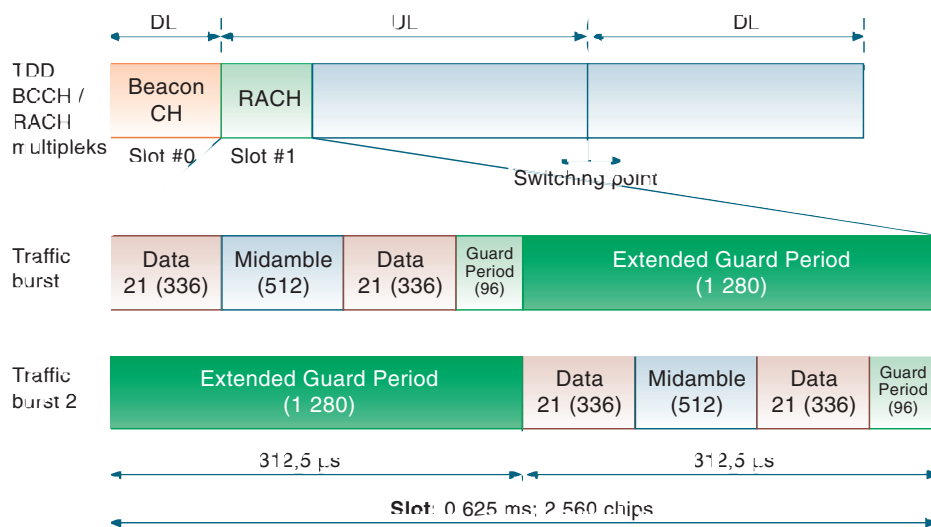 DL UL DL
TDD
BCCH /
RACH
multipleks
Beacon
CH
RACH
Slot #0 Slot #1
Switching point
Traffic
burst
Data
21 (336)
Midamble
(512)
Data
21 (336)
Guard
Period
(96)
Extended Guard Period
(1 280)
Traffic
burst 2
Extended Guard Period
(1 280)
Data
21 (336)
Midamble
(512)
Data
21 (336)
Guard
Period
(96)
312,5 µs 312,5 µs
Slot: 0 625 ms; 2 560 chips